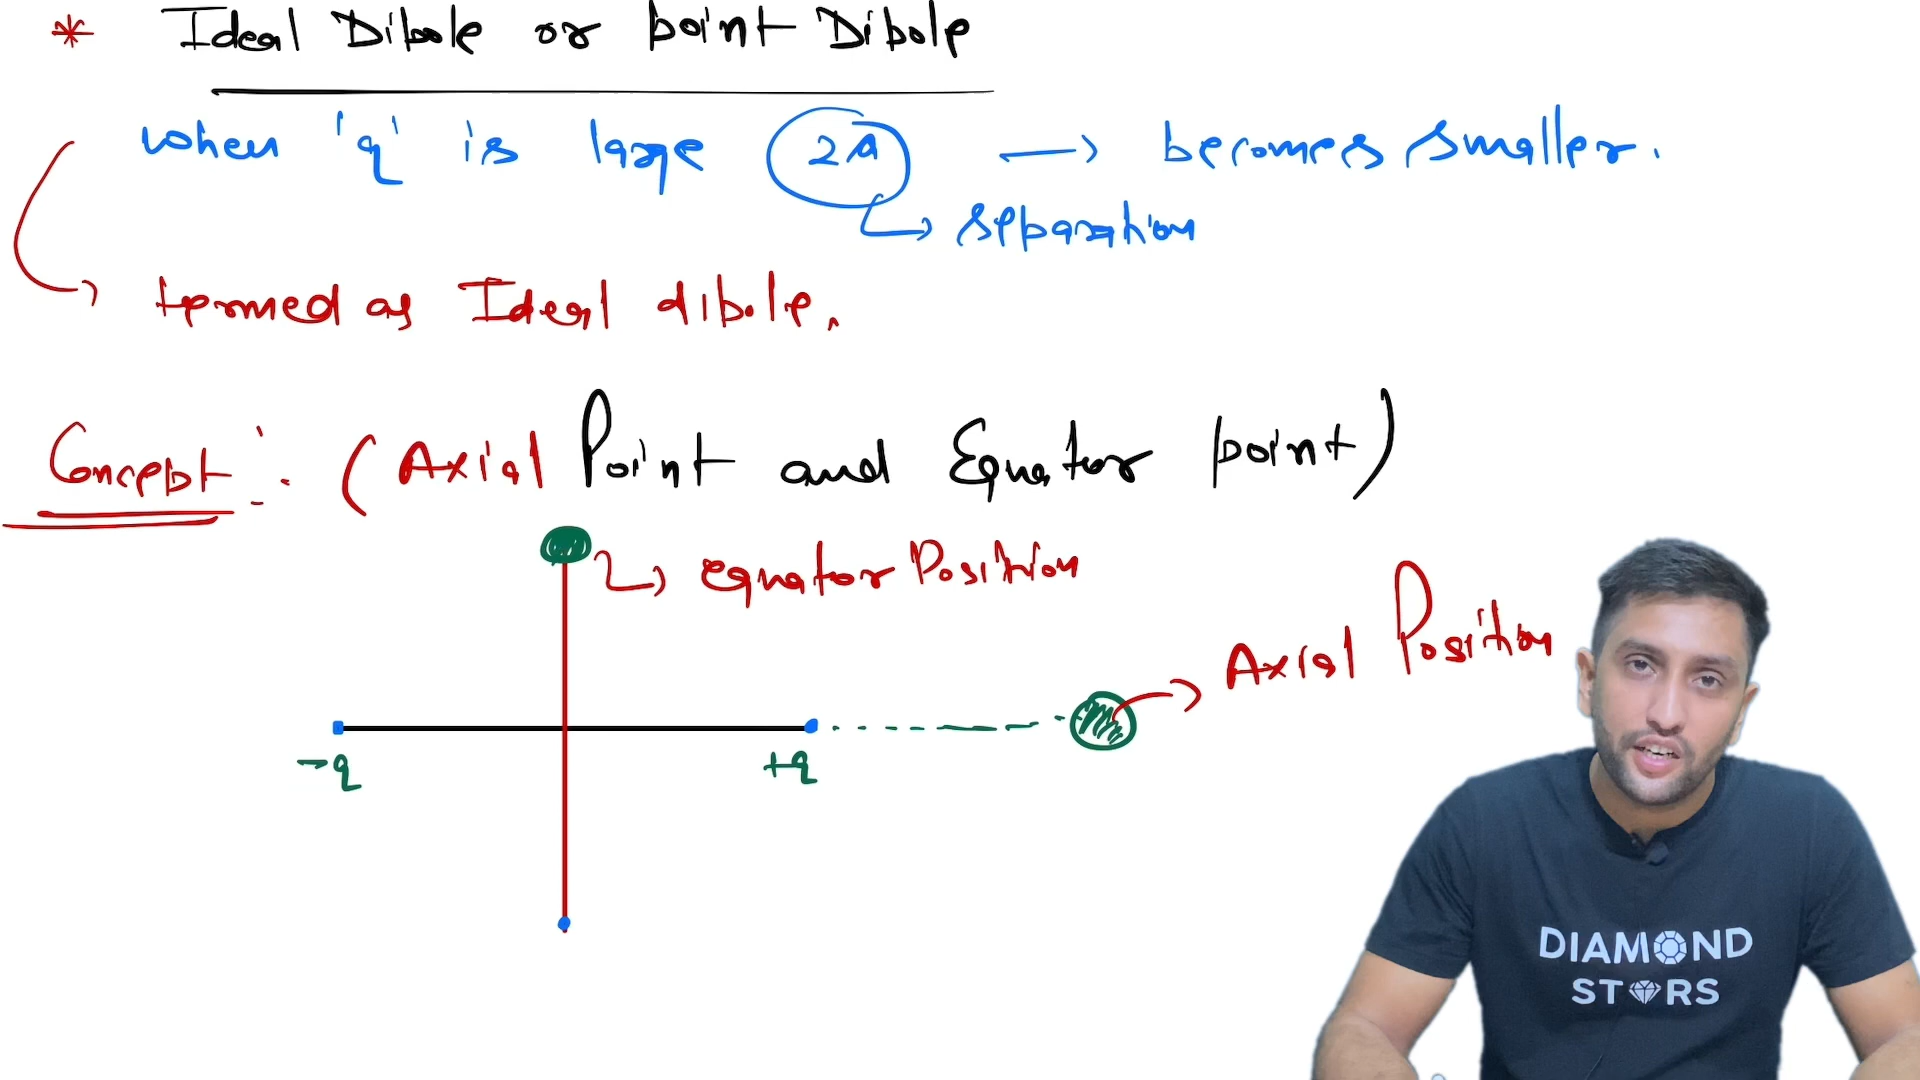 * Ideal Dipole or point Dipole
when 'q' is large 2A → becomes smaller.
↳ separation
→ termed as Ideal dipole.
Concept :- (Axial Point and Equator point)
↳ equator Position
→ Axial Position
-q +q
DIAMOND
STARS